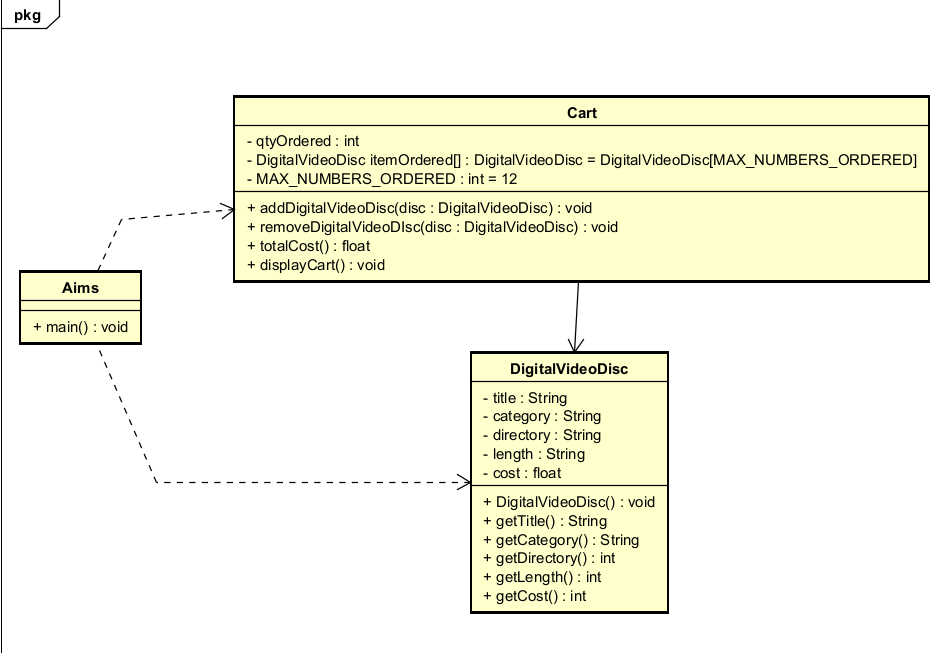 pkg
Cart
- qtyOrdered : int
- DigitalVideoDisc itemOrdered[] : DigitalVideoDisc = DigitalVideoDisc[MAX_NUMBERS_ORDERED]
- MAX_NUMBERS_ORDERED : int = 12
+ addDigitalVideoDisc(disc : DigitalVideoDisc) : void
+ removeDigitalVideoDIsc(disc : DigitalVideoDisc) : void
+ totalCost() : float
+ displayCart() : void
Aims
+ main() : void
DigitalVideoDisc
- title : String
- category : String
- directory : String
- length : String
- cost : float
+ DigitalVideoDisc() : void
+ getTitle() : String
+ getCategory() : String
+ getDirectory() : int
+ getLength() : int
+ getCost() : int